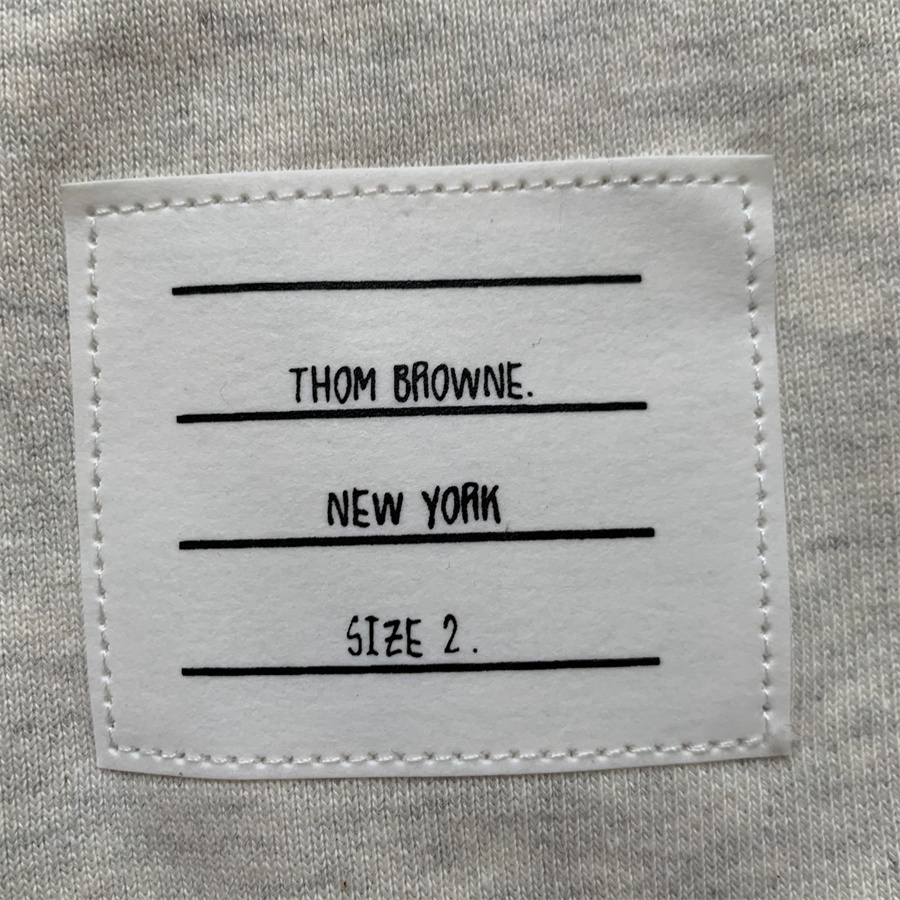 THOM BROWNE.
NEW YORK
SIZE 2.